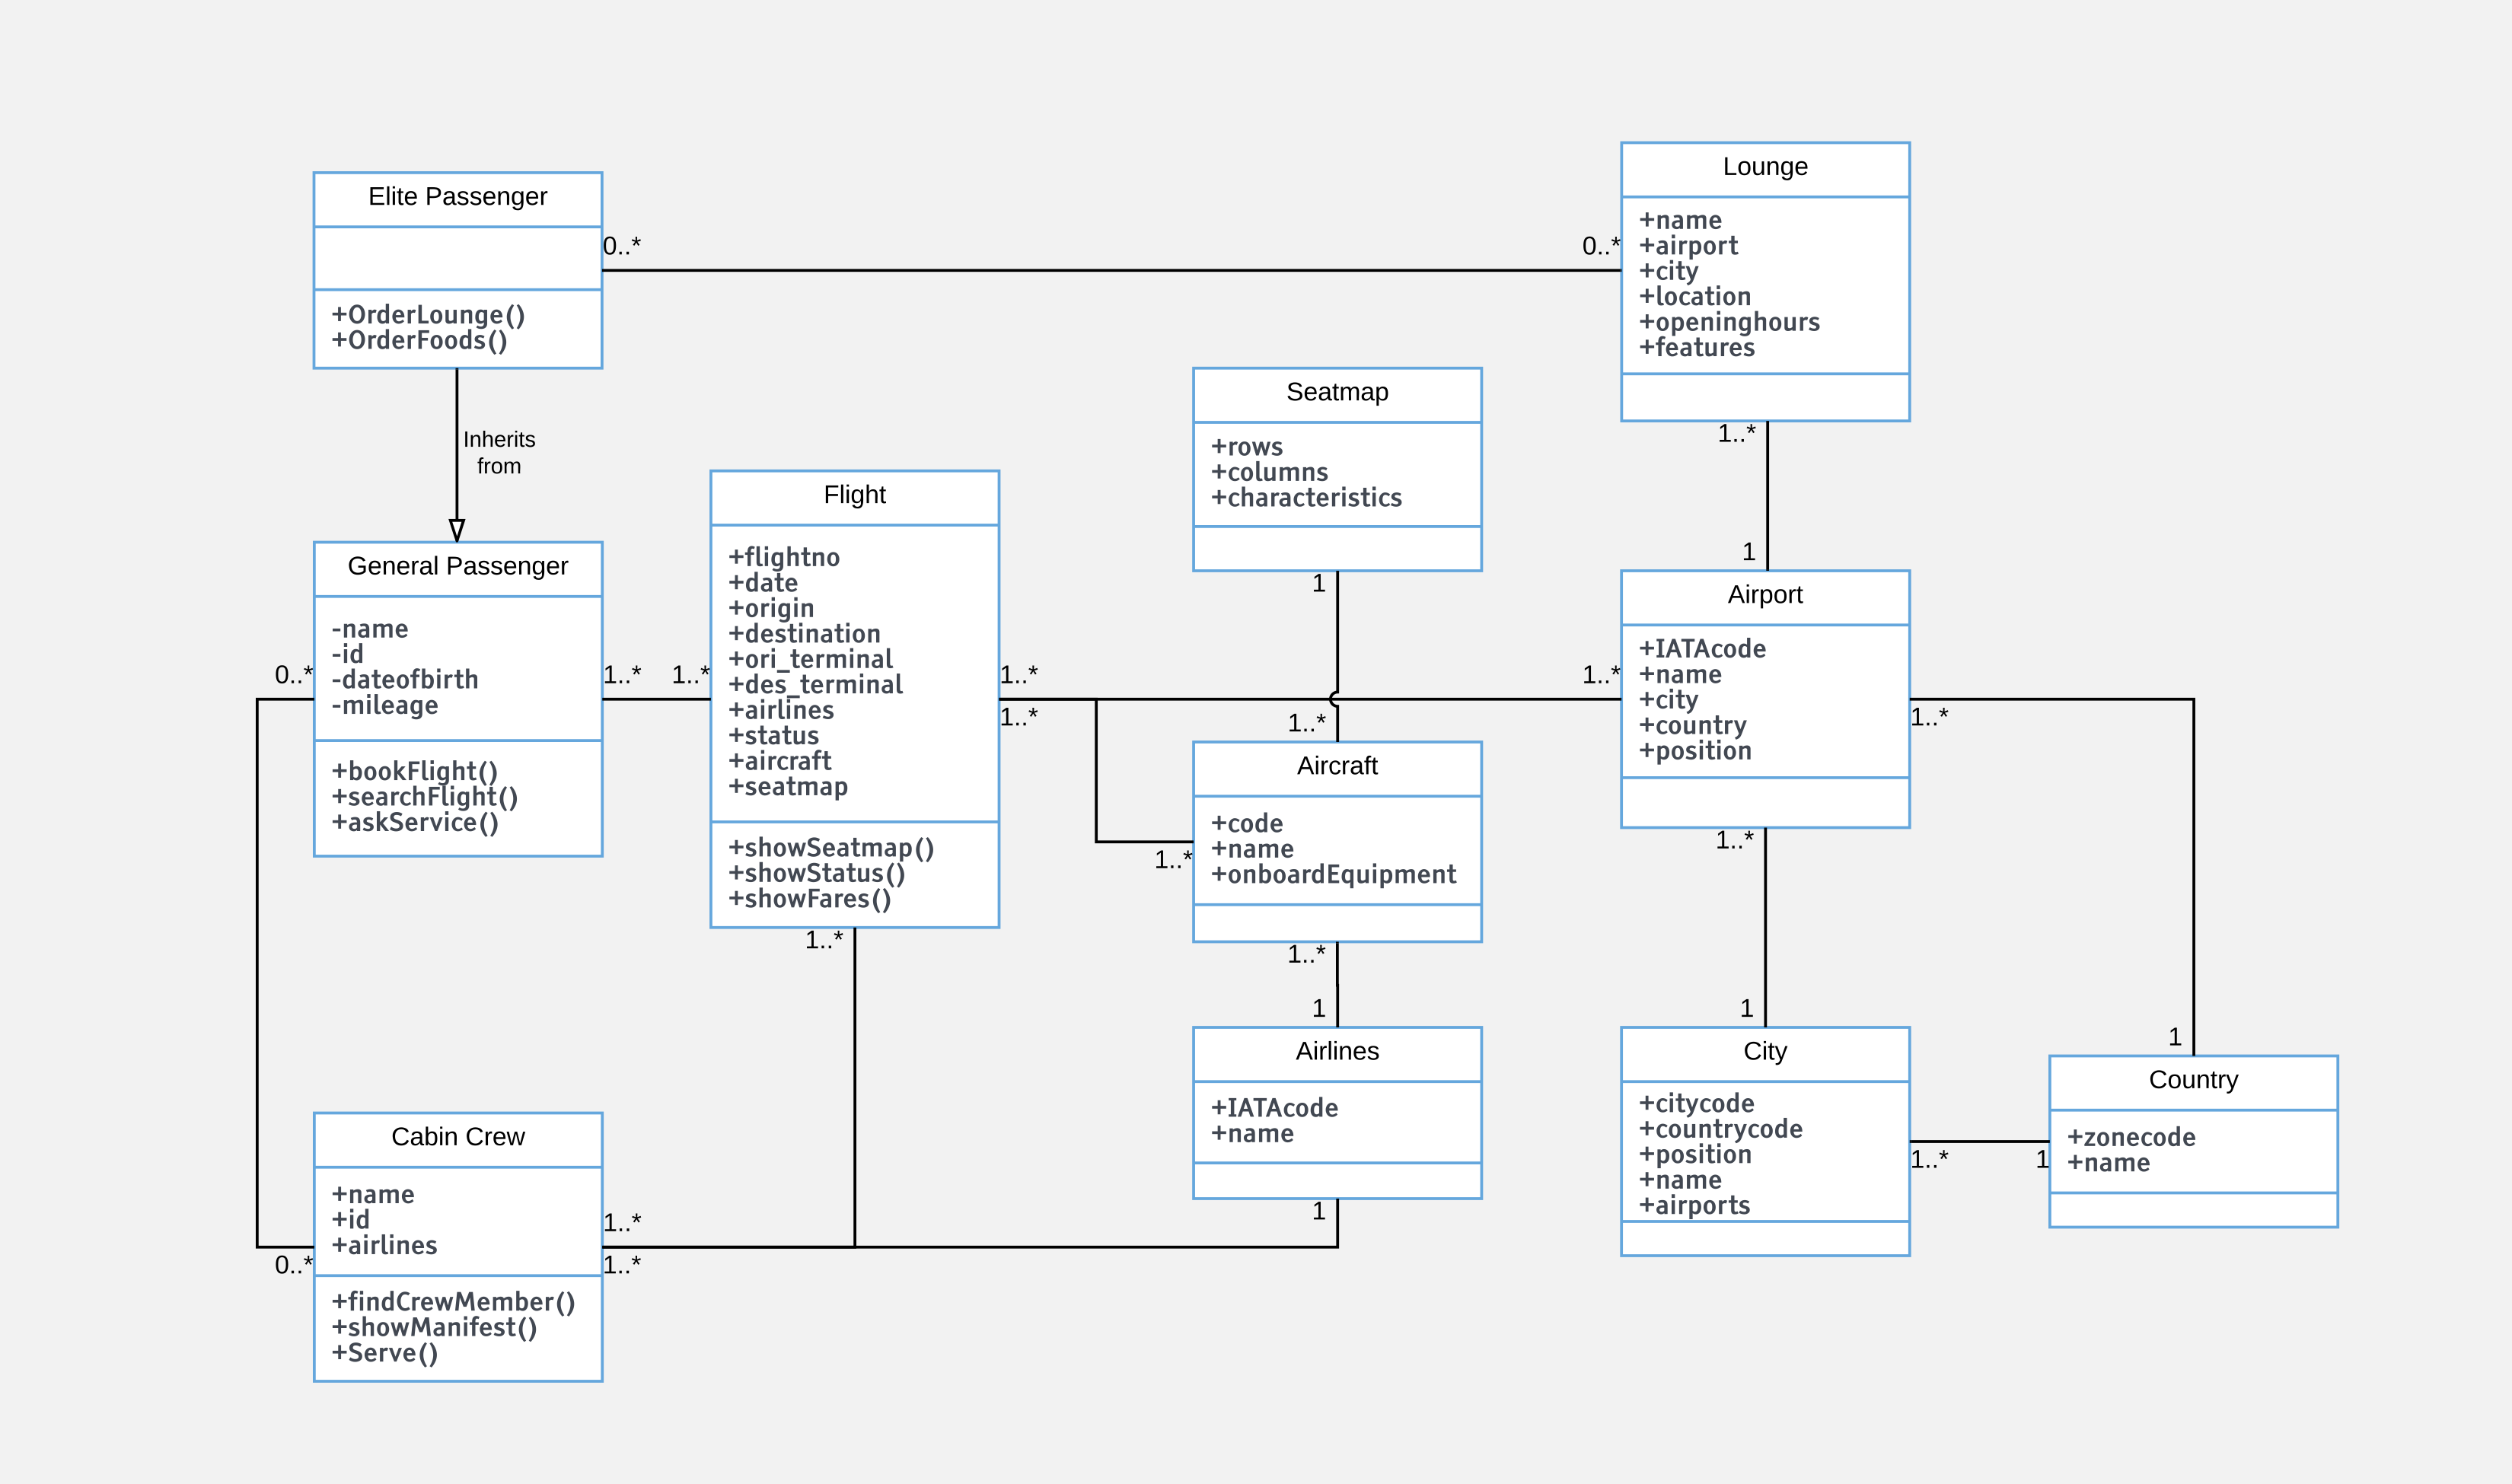 Elite Passenger
+OrderLounge()
+OrderFoods()
0..*
0..*
Lounge
+name
+airport
+city
+location
+openinghours
+features
1..*
Inherits
from
Seatmap
+rows
+columns
+characteristics
1
General Passenger
-name
-id
-dateofbirth
-mileage
+bookFlight()
+searchFlight()
+askService()
0..*
1..*
1..*
Flight
+flightno
+date
+origin
+destination
+ori_terminal
+des_terminal
+airlines
+status
+aircraft
+seatmap
+showSeatmap()
+showStatus()
+showFares()
1..*
1..*
1..*
1..*
1..*
Aircraft
+code
+name
+onboardEquipment
1..*
1..*
1
Airport
+IATAcode
+name
+city
+country
+position
1..*
1..*
1
Airlines
+IATAcode
+name
1
1
City
+citycode
+countrycode
+position
+name
+airports
1..*
1
1
Country
+zonecode
+name
Cabin Crew
+name
+id
+airlines
+findCrewMember()
+showManifest()
+Serve()
0..*
1..*
1..*